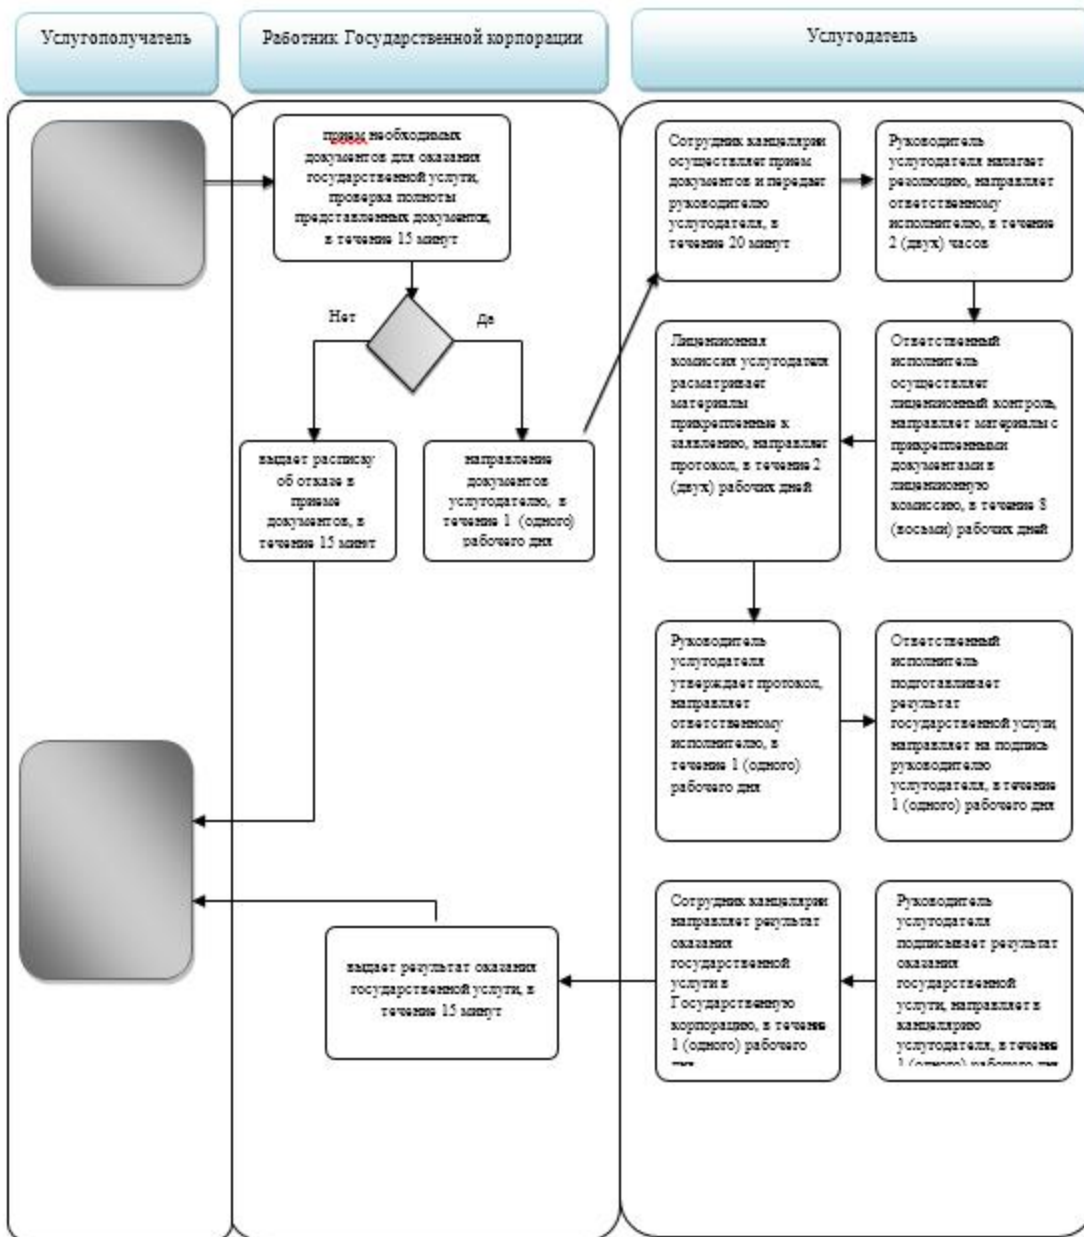 Услугополучатель
Работник Государственной корпорации
Услугодатель
прием необходимых
документов для оказания
государственной услуги,
проверка полноты
представленных документов,
в течение 15 минут
Нет
Да
выдает расписку
об отказе в
приеме
документов, в
течение 15 минут
направление
документов
услугодателю, в
течение 1 (одного)
рабочего дня
Сотрудник канцелярии
осуществляет прием
документов и передает
руководителю
услугодателя, в
течение 20 минут
Руководитель
услугодателя налагает
резолюцию, направляет
ответственному
исполнителю, в течение
2 (двух) часов
Лицензионная
комиссия услугодателя
расматривает
материалы
прикрепленные к
заявлению, направляет
протокол, в течение 2
(двух) рабочих дней
Ответственный
исполнитель
осуществляет
лицензионный контроль,
направляет материалы с
прикрепленными
документами в
лицензионную
комиссию, в течение 8
(восьми) рабочих дней
Руководитель
услугодателя
утверждает протокол,
направляет
ответственному
исполнителю, в
течение 1 (одного)
рабочего дня
Ответственный
исполнитель
подготавливает
результат
государственной услуги,
направляет на подпись
руководителю
услугодателя, в течение
1 (одного) рабочего дня
выдает результат оказания
государственной услуги, в
течение 15 минут
Сотрудник канцелярии
направляет результат
оказания
государственной
услуги в
Государственную
корпорацию, в течение
1 (одного) рабочего
дня
Руководитель
услугодателя
подписывает результат
оказания
государственной
услуги, направляет в
канцелярию
услугодателя, в течение
1 (одного) рабочего дня